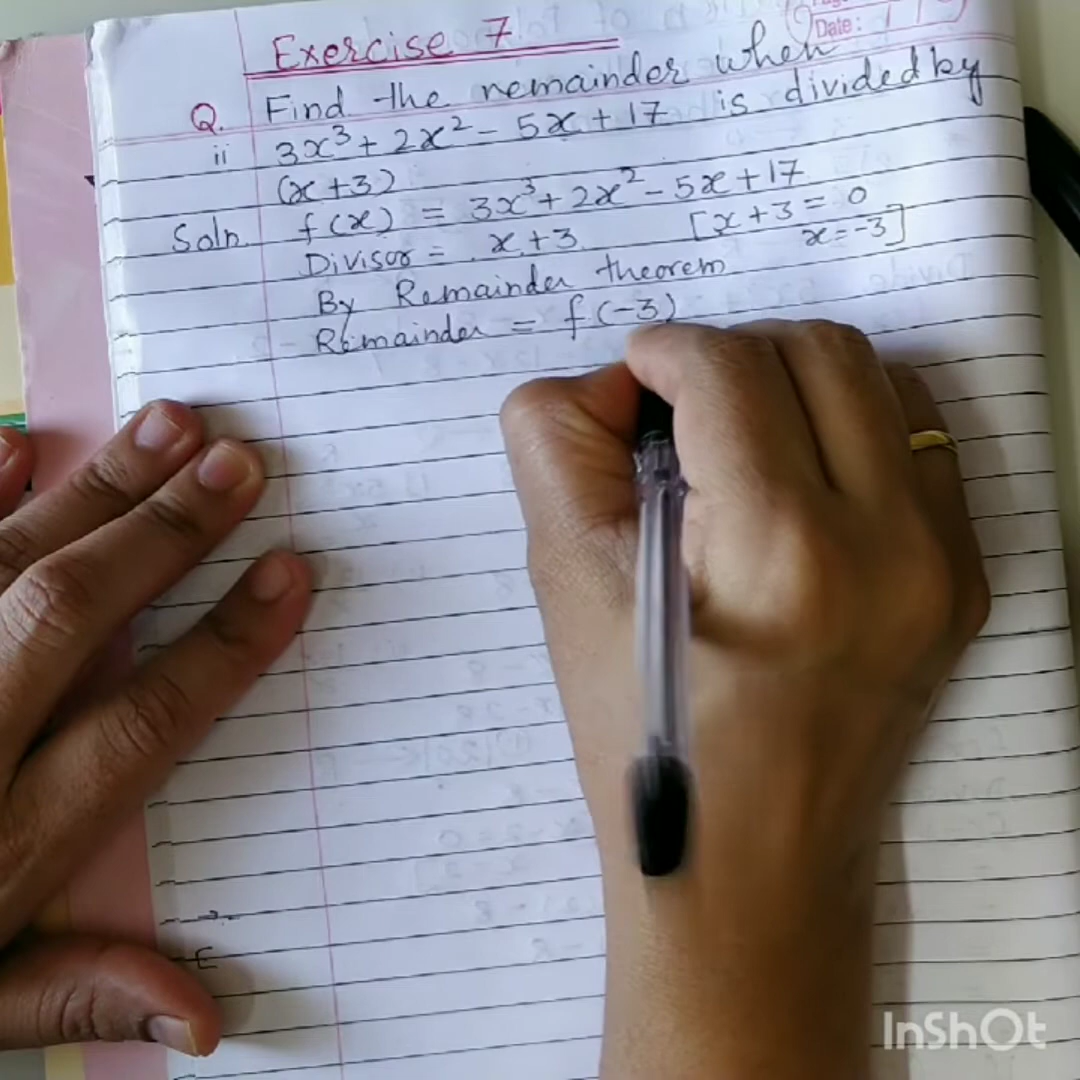 Date:
Exercise 7
Q. Find the remainder when
ii 3x³ + 2x² - 5x + 17 is divided by
(x+3)
Soln. f(x) = 3x³ + 2x² - 5x + 17
Divisor = x + 3 [x + 3 = 0
x = -3]
By Remainder theorem
Remainder = f(-3)
InShOt